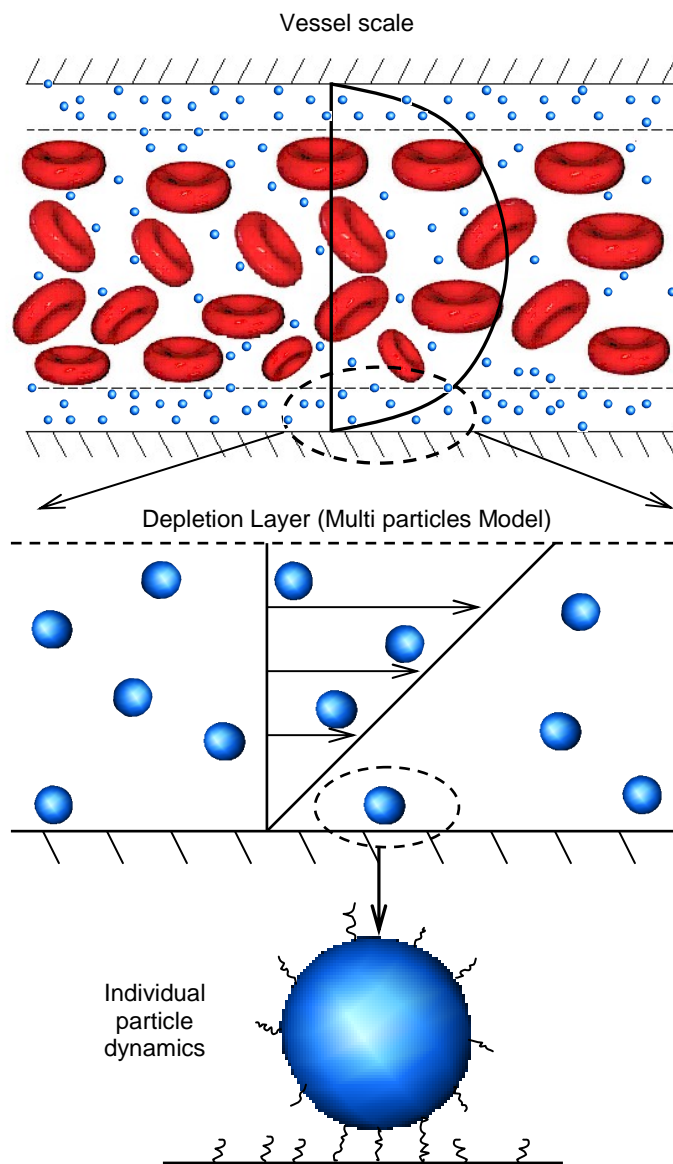 Vessel scale
Depletion Layer (Multi particles Model)
Individual
particle
dynamics